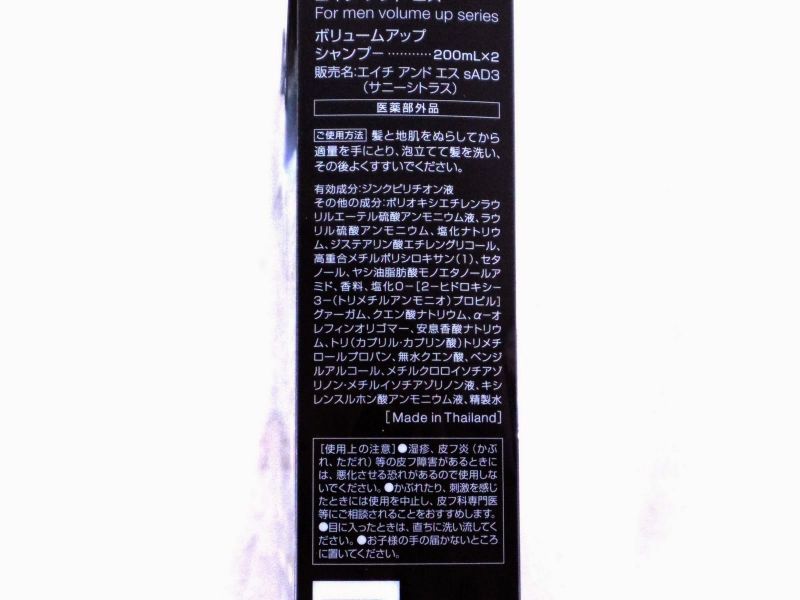 For men volume up series
ボリュームアップ
シャンプー………… 200mL×2
販売名:エイチ アンド エス sAD3
(サニーシトラス)
医薬部外品
ご使用方法 髪と地肌をぬらしてから
適量を手にとり、泡立てて髪を洗い、
その後よくすすいでください。
有効成分:ジンクピリチオン液
その他の成分:ポリオキシエチレンラウ
リルエーテル硫酸アンモニウム液、ラウ
リル硫酸アンモニウム、塩化ナトリウ
ム、ジステアリン酸エチレングリコール、
高重合メチルポリシロキサン(1)、セタ
ノール、ヤシ油脂肪酸モノエタノールア
ミド、香料、塩化O-[2-ヒドロキシ-
3-(トリメチルアンモニオ)プロピル]
グァーガム、クエン酸ナトリウム、α-オ
レフィンオリゴマー、安息香酸ナトリウ
ム、トリ(カプリル・カプリン酸)トリメチ
ロールプロパン、無水クエン酸、ベンジ
ルアルコール、メチルクロロイソチアゾ
リノン・メチルイソチアゾリノン液、キシ
レンスルホン酸アンモニウム液、精製水
[Made in Thailand]
[使用上の注意]●湿疹、皮フ炎(かぶ
れ、ただれ)等の皮フ障害があるときに
は、悪化させる恐れがあるので使用しな
いでください。●かぶれたり、刺激を感じ
たときには使用を中止し、皮フ科専門医
等にご相談されることをおすすめします。
●目に入ったときは、直ちに洗い流してく
ださい。●お子様の手の届かないところ
に置いてください。